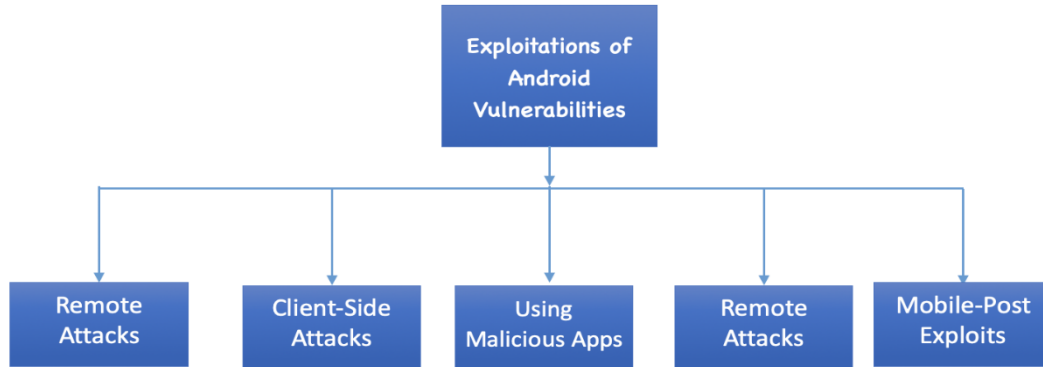 Exploitations of
Android
Vulnerabilities
Remote
Attacks
Client-Side
Attacks
Using
Malicious Apps
Remote
Attacks
Mobile-Post
Exploits